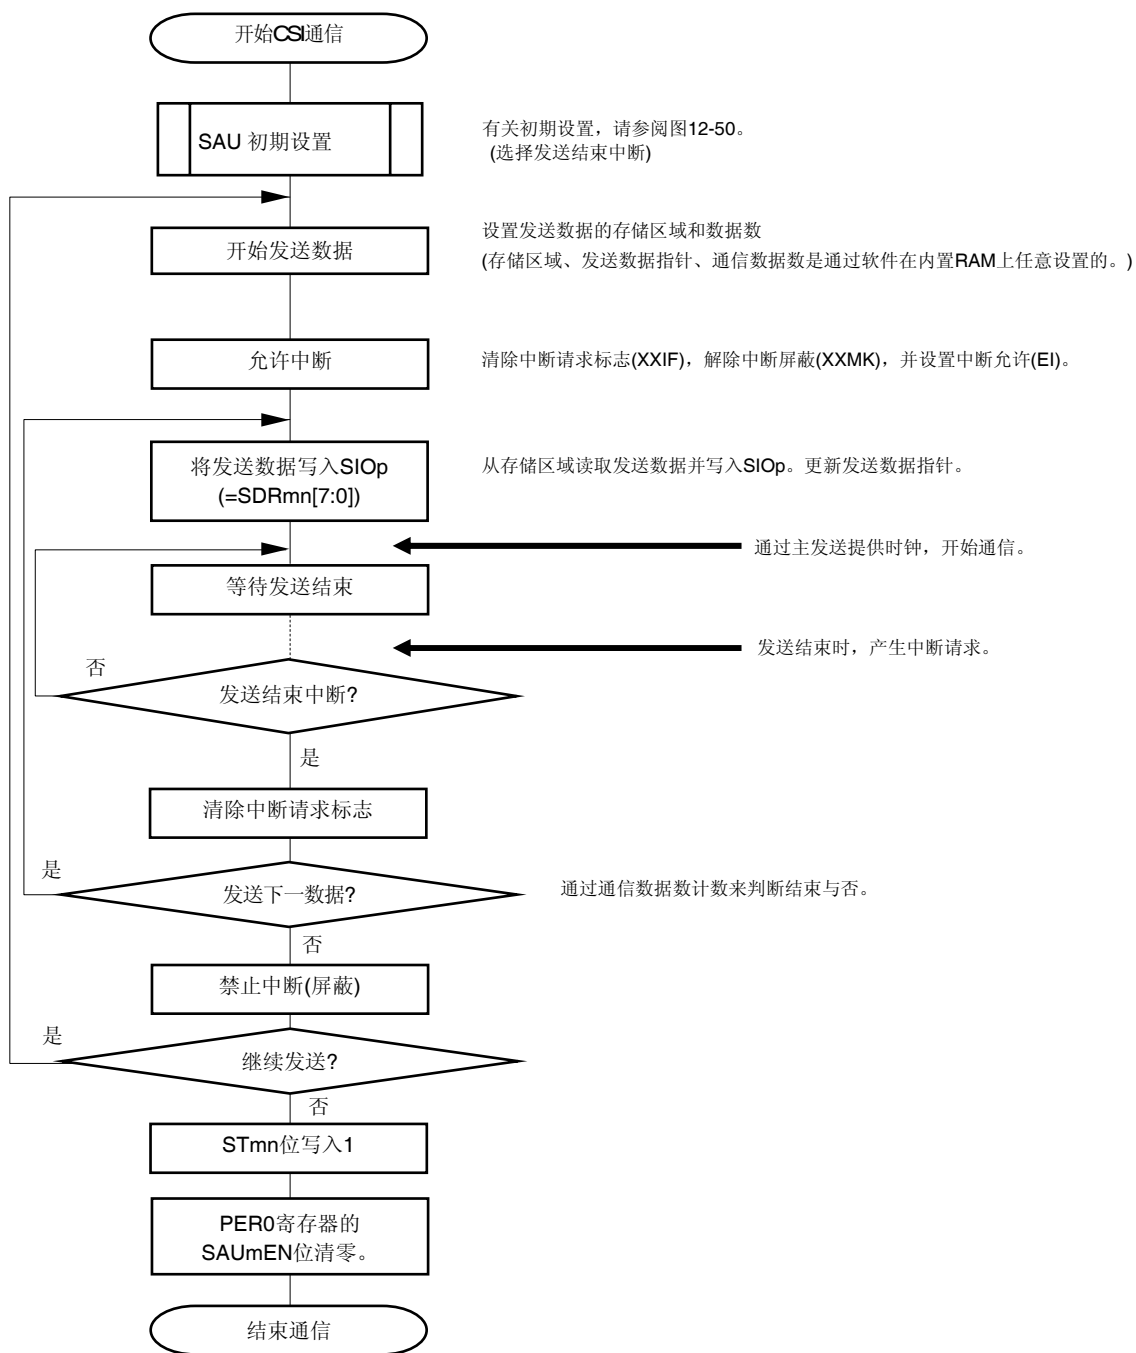 开始CSI通信
SAU 初期设置
有关初期设置，请参阅图12-50。
(选择发送结束中断)
开始发送数据
设置发送数据的存储区域和数据数
(存储区域、发送数据指针、通信数据数是通过软件在内置RAM上任意设置的。)
允许中断
清除中断请求标志(XXIF)，解除中断屏蔽(XXMK)，并设置中断允许(EI)。
将发送数据写入SIOp
(=SDRmn[7:0])
从存储区域读取发送数据并写入SIOp。更新发送数据指针。
通过主发送提供时钟，开始通信。
等待发送结束
发送结束时，产生中断请求。
否
发送结束中断?
是
清除中断请求标志
是
发送下一数据?
通过通信数据数计数来判断结束与否。
否
禁止中断(屏蔽)
是
继续发送?
否
STmn位写入1
PER0寄存器的
SAUmEN位清零。
结束通信